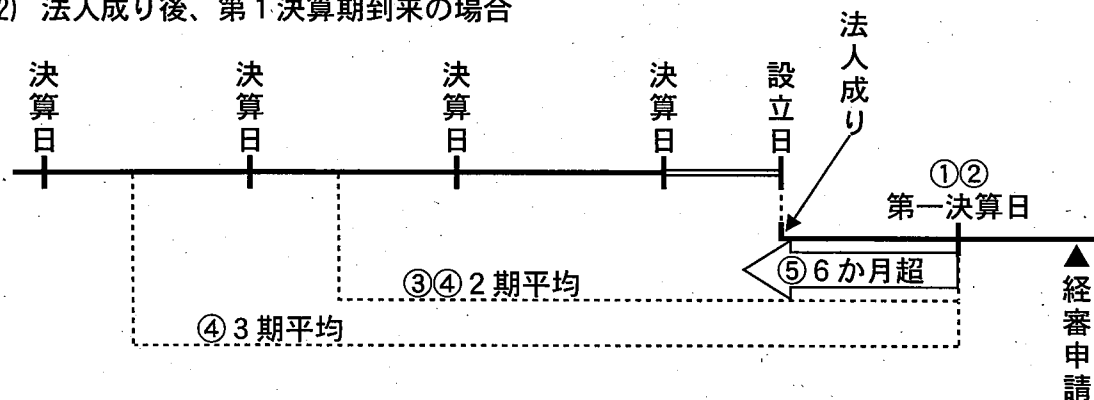 2) 法人成り後、第１決算期到来の場合
決算日
決算日
決算日
決算日
設立日
法人成り
①②
第一決算日
⑤６か月超
③④２期平均
④３期平均
▲
経審申請